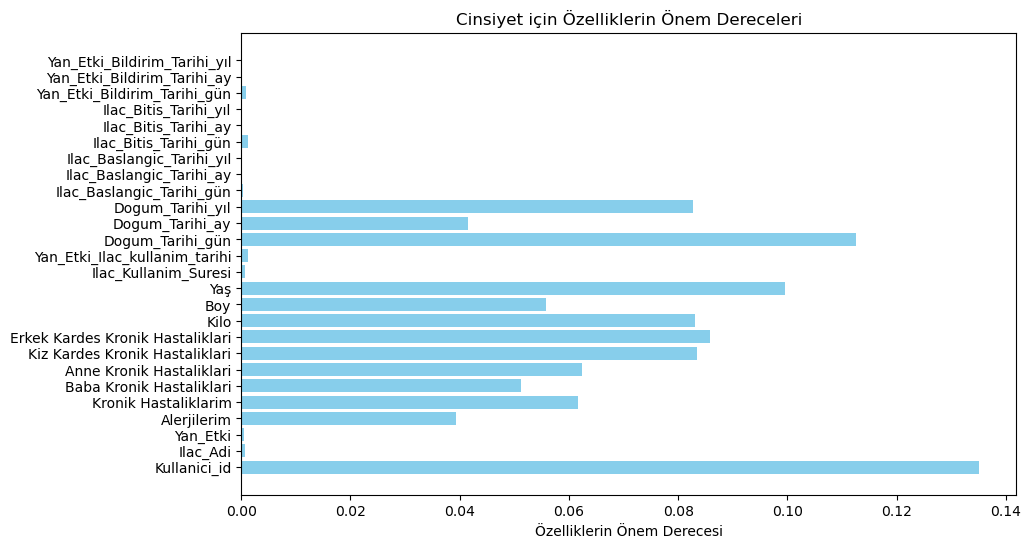 Cinsiyet için Özelliklerin Önem Dereceleri
Yan_Etki_Bildirim_Tarihi_yıl
Yan_Etki_Bildirim_Tarihi_ay
Yan_Etki_Bildirim_Tarihi_gün
Ilac_Bitis_Tarihi_yıl
Ilac_Bitis_Tarihi_ay
Ilac_Bitis_Tarihi_gün
Ilac_Baslangic_Tarihi_yıl
Ilac_Baslangic_Tarihi_ay
Ilac_Baslangic_Tarihi_gün
Dogum_Tarihi_yıl
Dogum_Tarihi_ay
Dogum_Tarihi_gün
Yan_Etki_Ilac_kullanim_tarihi
Ilac_Kullanim_Suresi
Yaş
Boy
Kilo
Erkek Kardes Kronik Hastaliklari
Kiz Kardes Kronik Hastaliklari
Anne Kronik Hastaliklari
Baba Kronik Hastaliklari
Kronik Hastaliklarim
Alerjilerim
Yan_Etki
Ilac_Adi
Kullanici_id
0.00 0.02 0.04 0.06 0.08 0.10 0.12 0.14
Özelliklerin Önem Derecesi